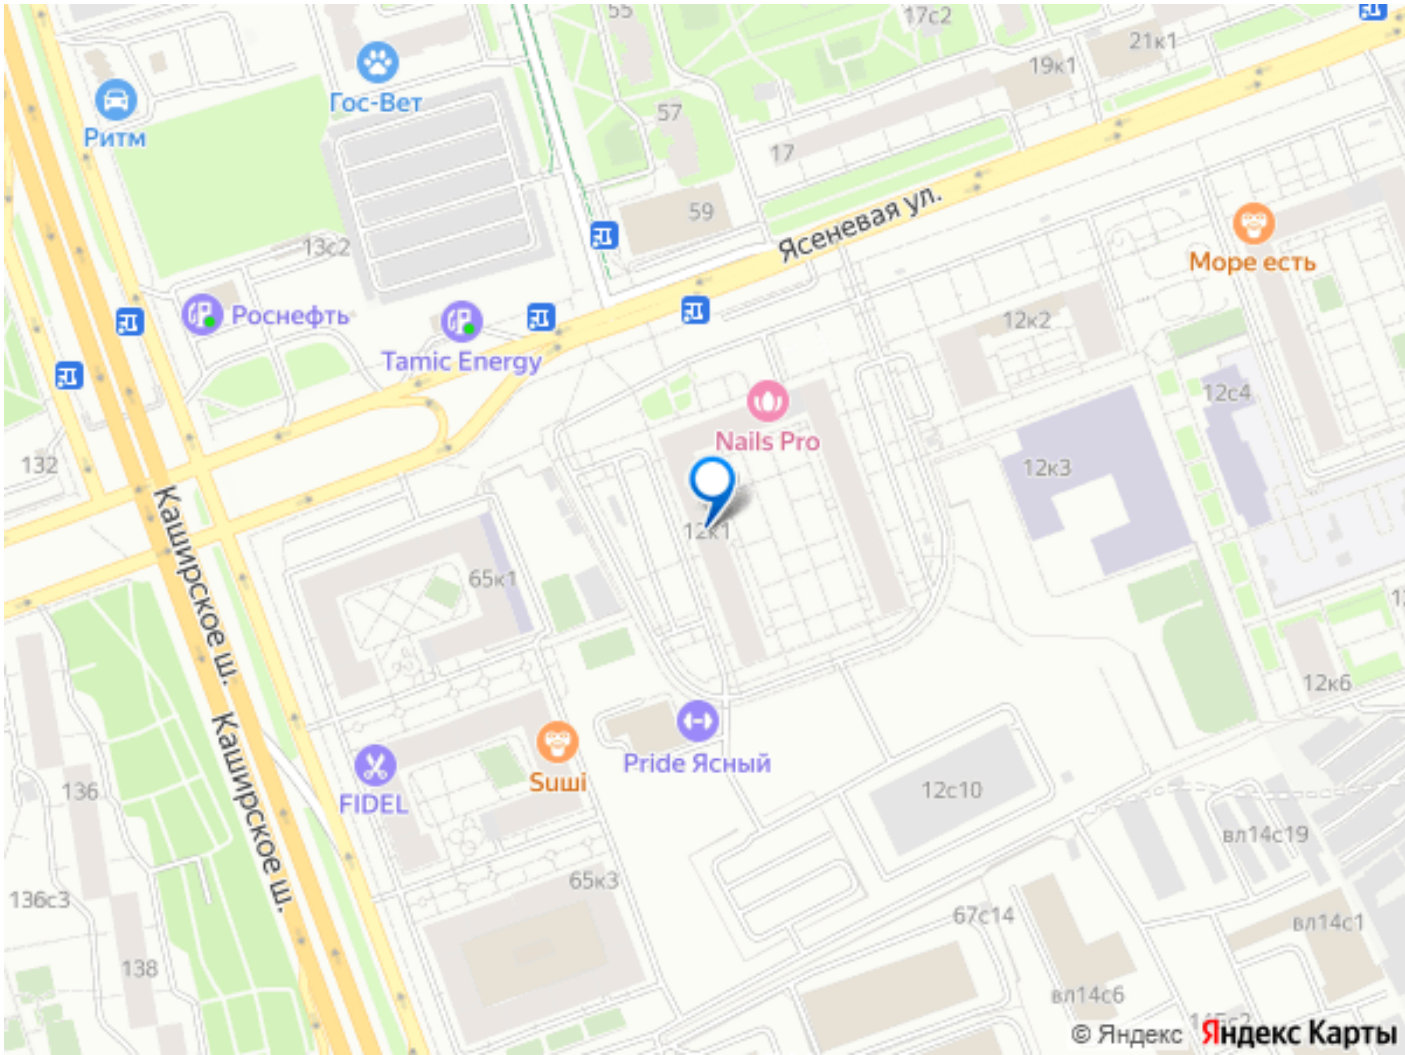 55
17с2
21к1
19к1
Гос-Вет
57
Ритм
17
59
Ясеневая ул.
13с2
Море есть
Роснефть
12к2
Tamic Energy
12с4
Nails Pro
132
12к3
Каширское ш.
12к1
65к1
12к6
Каширское ш.
Pride Ясный
Suшi
FIDEL
136
12с10
вл14с19
65к3
136с3
67с14
вл14с1
138
вл14с6
© Яндекс
Яндекс Карты